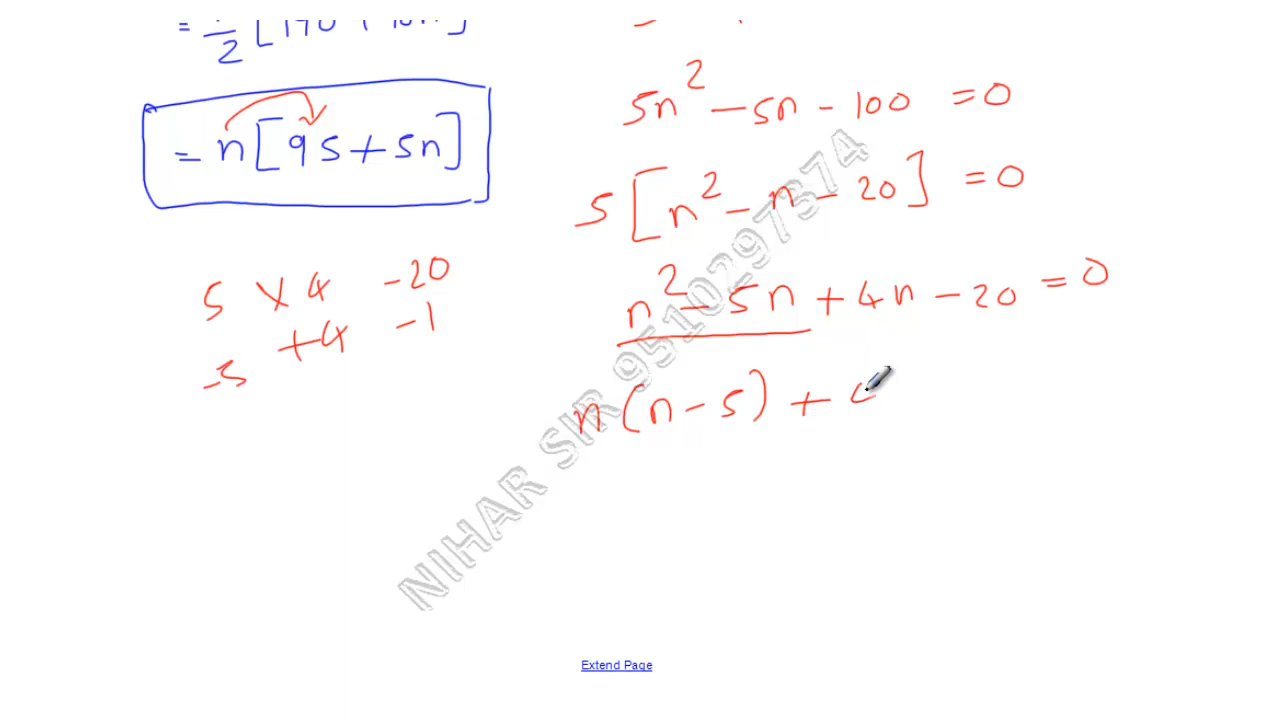 = n[95+5n]
5 × 4 -20
-5 +4 -1
5n² - 5n - 100 = 0
5[n² - n - 20] = 0
n² - 5n + 4n - 20 = 0
n(n-5) +
NIHAR SIR 9510297374
Extend Page